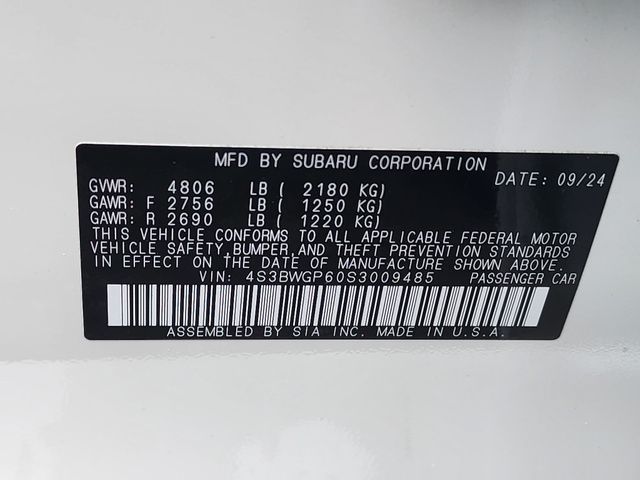 MFD BY SUBARU CORPORATION
DATE: 09/24
GVWR: 4806 LB ( 2180 KG)
GAWR: F 2756 LB ( 1250 KG)
GAWR: R 2690 LB ( 1220 KG)
THIS VEHICLE CONFORMS TO ALL APPLICABLE FEDERAL MOTOR
VEHICLE SAFETY, BUMPER, AND THEFT PREVENTION STANDARDS
IN EFFECT ON THE DATE OF MANUFACTURE SHOWN ABOVE.
VIN: 4S3BWGP60S3009485 PASSENGER CAR
ASSEMBLED BY SIA INC. MADE IN U.S.A.